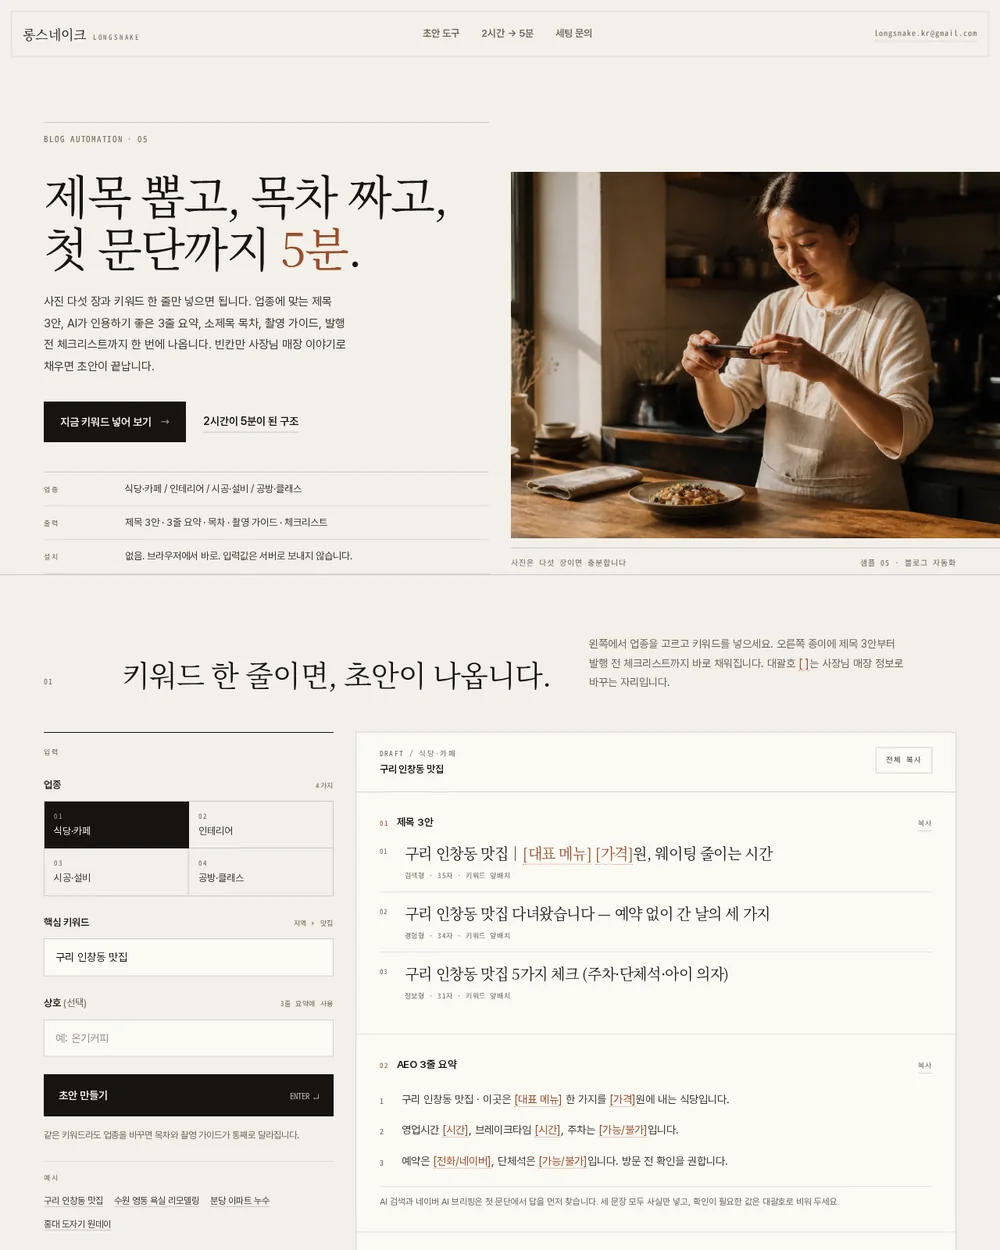 롱스네이크 LONGSNAKE
초안 도구
2시간 → 5분
세팅 문의
longsnake.kr@gmail.com
BLOG AUTOMATION · 05
제목 뽑고, 목차 짜고,
첫 문단까지 5분.
사진 다섯 장과 키워드 한 줄만 넣으면 됩니다. 업종에 맞는 제목
3안, AI가 인용하기 좋은 3줄 요약, 소제목 목차, 촬영 가이드, 발행
전 체크리스트까지 한 번에 나옵니다. 빈칸만 사장님 매장 이야기로
채우면 초안이 끝납니다.
지금 키워드 넣어 보기 →
2시간이 5분이 된 구조
업종 식당·카페 / 인테리어 / 시공·설비 / 공방·클래스
출력 제목 3안 · 3줄 요약 · 목차 · 촬영 가이드 · 체크리스트
설치 없음. 브라우저에서 바로. 입력값은 서버로 보내지 않습니다.
사진은 다섯 장이면 충분합니다
샘플 05 · 블로그 자동화
01
키워드 한 줄이면, 초안이 나옵니다.
왼쪽에서 업종을 고르고 키워드를 넣으세요. 오른쪽 종이에 제목 3안부터
발행 전 체크리스트까지 바로 채워집니다. 대괄호 [ ]는 사장님 매장 정보로
바꾸는 자리입니다.
입력
업종 4가지
01
식당·카페
02
인테리어
03
시공·설비
04
공방·클래스
핵심 키워드 지역 + 맛집
구리 인창동 맛집
상호 (선택) 3줄 요약에 사용
예: 온기커피
초안 만들기 ENTER ↵
같은 키워드라도 업종을 바꾸면 목차와 촬영 가이드가 통째로 달라집니다.
예시
구리 인창동 맛집
수원 영통 욕실 리모델링
분당 아파트 누수
홍대 도자기 원데이
DRAFT / 식당·카페
구리 인창동 맛집
전체 복사
01 제목 3안 복사
01 구리 인창동 맛집 | [대표 메뉴] [가격]원, 웨이팅 줄이는 시간
검색형 · 35자 · 키워드 앞배치
02 구리 인창동 맛집 다녀왔습니다 — 예약 없이 간 날의 세 가지
경험형 · 34자 · 키워드 앞배치
03 구리 인창동 맛집 5가지 체크 (주차·단체석·아이 의자)
정보형 · 31자 · 키워드 앞배치
02 AEO 3줄 요약 복사
1 구리 인창동 맛집 · 이곳은 [대표 메뉴] 한 가지를 [가격]원에 내는 식당입니다.
2 영업시간 [시간], 브레이크타임 [시간], 주차는 [가능/불가]입니다.
3 예약은 [전화/네이버], 단체석은 [가능/불가]입니다. 방문 전 확인을 권합니다.
AI 검색과 네이버 AI 브리핑은 첫 문단에서 답을 먼저 찾습니다. 세 문장 모두 사실만 넣고, 확인이 필요한 값은 대괄호로 비워 두세요.